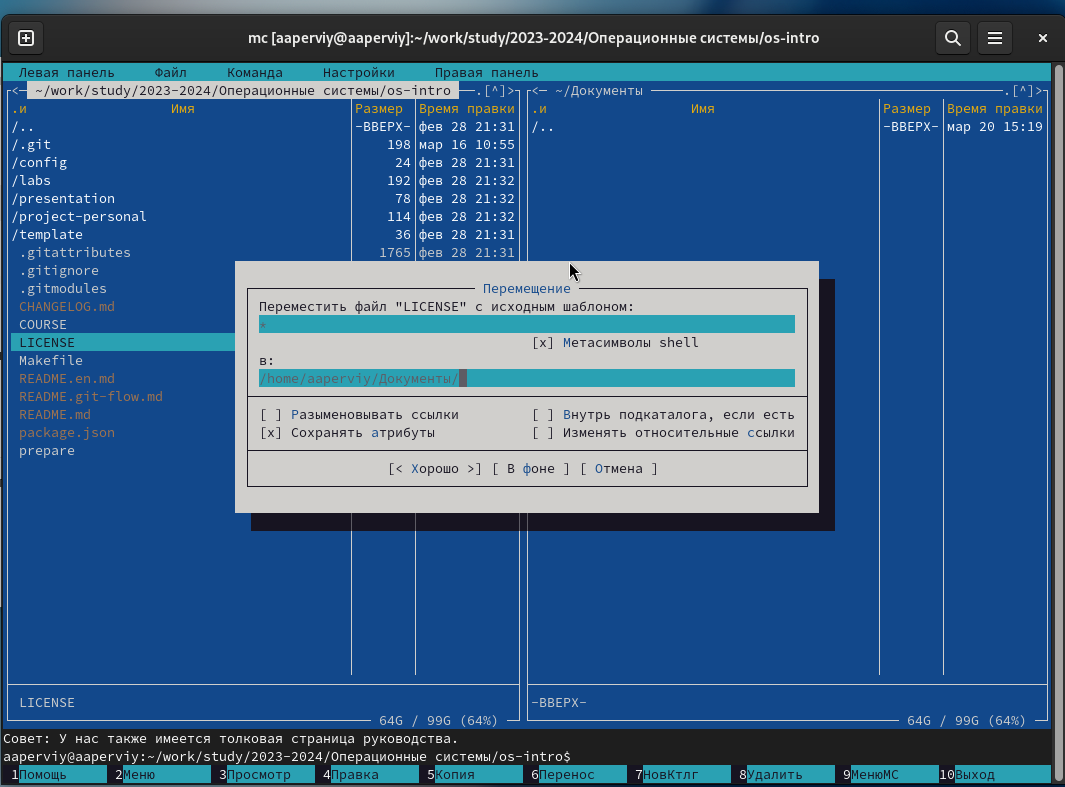 mc [aaperviy@aaperviy]:~/work/study/2023-2024/Операционные системы/os-intro
Левая панель Файл Команда Настройки Правая панель
<─ ~/work/study/2023-2024/Операционные системы/os-intro ─.[^]> <─ ~/Документы ─.[^]>
.и Имя Размер Время правки .и Имя Размер Время правки
/.. -ВВЕРХ- фев 28 21:31 /.. -ВВЕРХ- мар 20 15:19
/.git 198 мар 16 10:55
/config 24 фев 28 21:31
/labs 192 фев 28 21:32
/presentation 78 фев 28 21:32
/project-personal 114 фев 28 21:32
/template 36 фев 28 21:31
.gitattributes 1765 фев 28 21:31
.gitignore
.gitmodules
CHANGELOG.md
COURSE
LICENSE
Makefile
README.en.md
README.git-flow.md
README.md
package.json
prepare
Перемещение
Переместить файл "LICENSE" с исходным шаблоном:
*
[x] Метасимволы shell
в:
/home/aaperviy/Документы/
[ ] Разыменовывать ссылки [ ] Внутрь подкаталога, если есть
[x] Сохранять атрибуты [ ] Изменять относительные ссылки
[< Хорошо >] [ В фоне ] [ Отмена ]
LICENSE -ВВЕРХ-
64G / 99G (64%) 64G / 99G (64%)
Совет: У нас также имеется толковая страница руководства.
aaperviy@aaperviy:~/work/study/2023-2024/Операционные системы/os-intro$
1Помощь 2Меню 3Просмотр 4Правка 5Копия 6Перенос 7НовКтлг 8Удалить 9МенюМС 10Выход